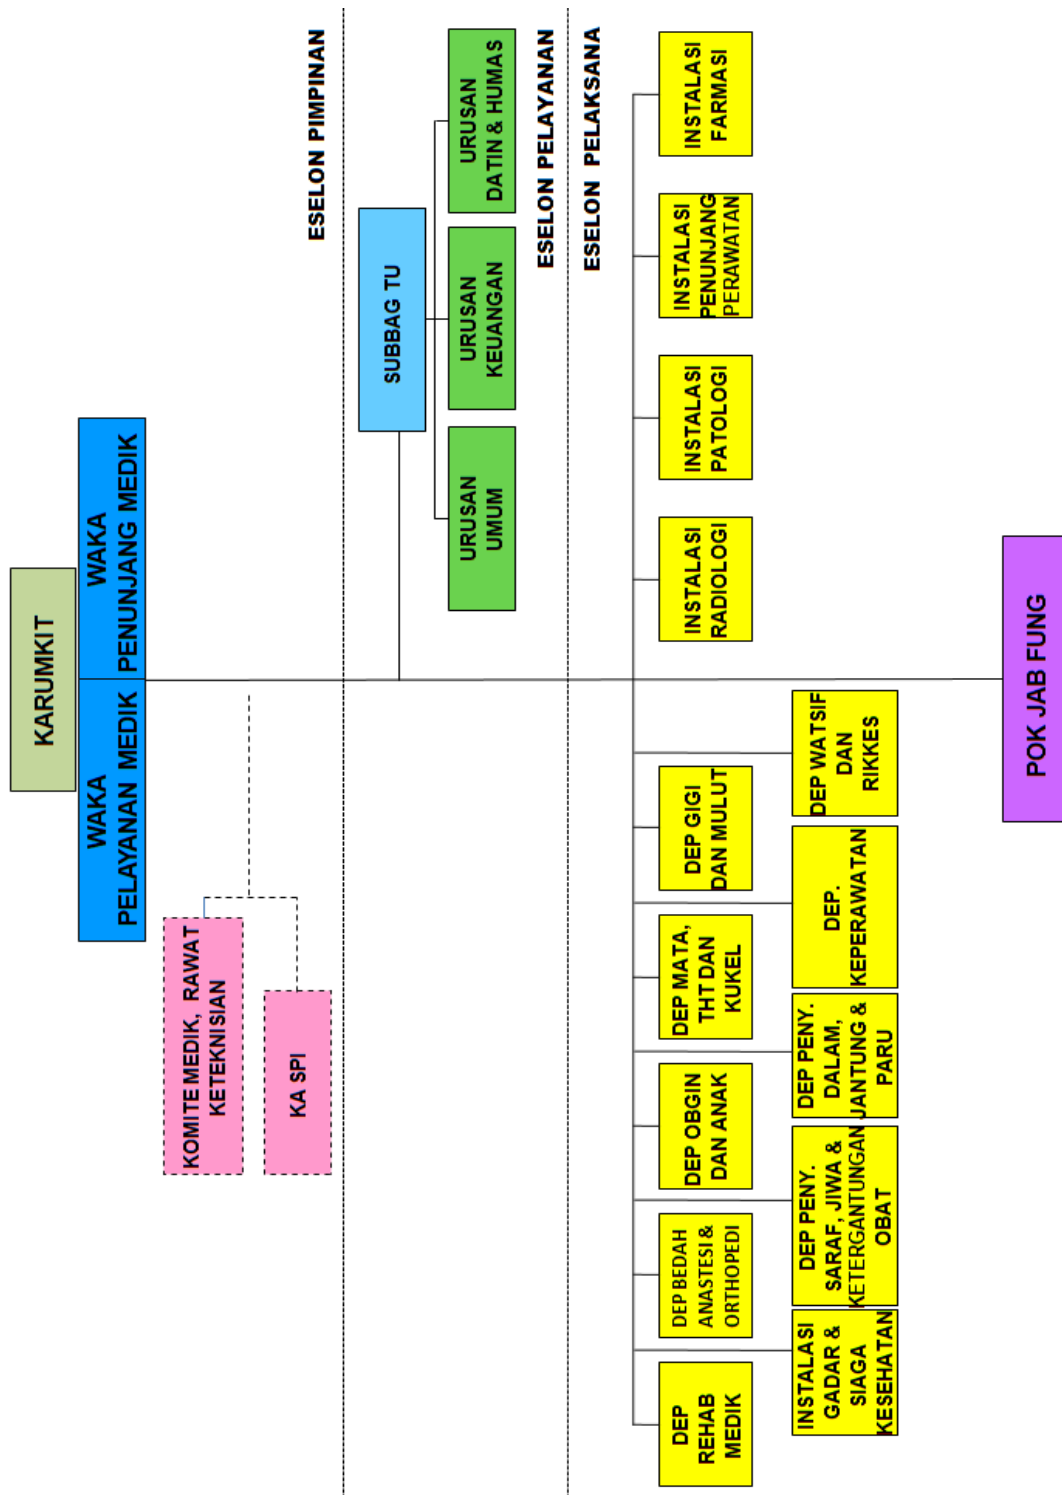 KARUMKIT
WAKA
PELAYANAN MEDIK
WAKA
PENUNJANG MEDIK
KOMITE MEDIK, RAWAT
KETEKNISIAN
KA SPI
ESELON PIMPINAN
SUBBAG TU
URUSAN
UMUM
URUSAN
KEUANGAN
URUSAN
DATIN & HUMAS
ESELON PELAYANAN
ESELON PELAKSANA
DEP
REHAB
MEDIK
DEP BEDAH
ANASTESI &
ORTHOPEDI
DEP OBGIN
DAN ANAK
DEP MATA,
THT DAN
KUKEL
DEP GIGI
DAN MULUT
INSTALASI
RADIOLOGI
INSTALASI
PATOLOGI
INSTALASI
PENUNJANG
PERAWATAN
INSTALASI
FARMASI
INSTALASI
GADAR &
SIAGA
KESEHATAN
DEP PENY.
SARAF, JIWA &
KETERGANTUNGAN
OBAT
DEP PENY.
DALAM,
JANTUNG &
PARU
DEP.
KEPERAWATAN
DEP WATSIF
DAN
RIKKES
POK JAB FUNG